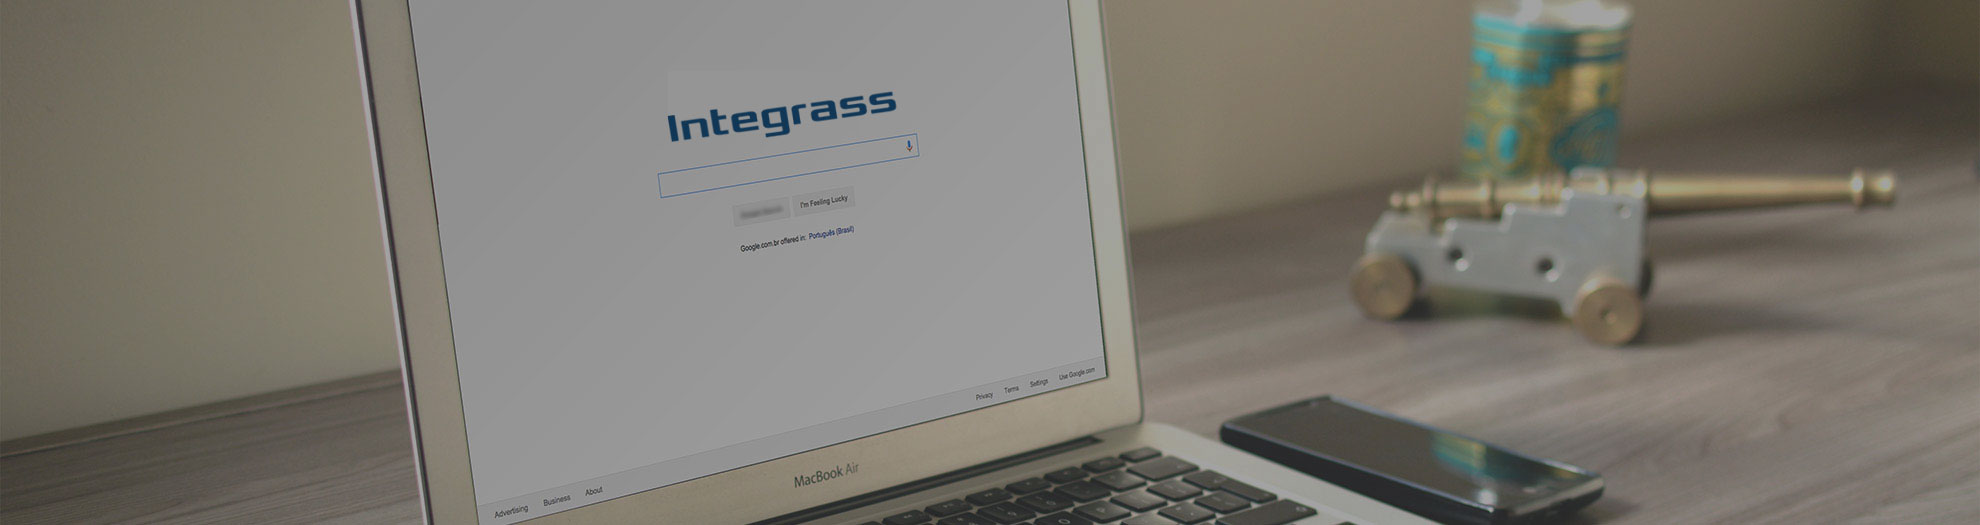 Integrass
I'm Feeling Lucky
Google.com.br offered in: Português (Brasil)
Privacy Terms Settings Use Google.com
Advertising Business About
MacBook Air